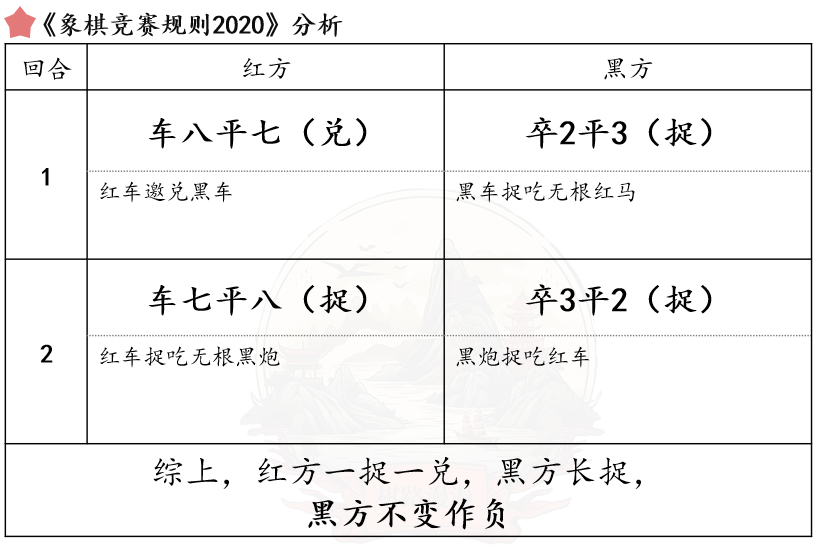 《象棋竞赛规则2020》分析
回合 红方 黑方
1
车八平七（兑） 卒2平3（捉）
红车邀兑黑车 黑车捉吃无根红马
2
车七平八（捉） 卒3平2（捉）
红车捉吃无根黑炮 黑炮捉吃红车
综上，红方一捉一兑，黑方长捉，
黑方不变作负